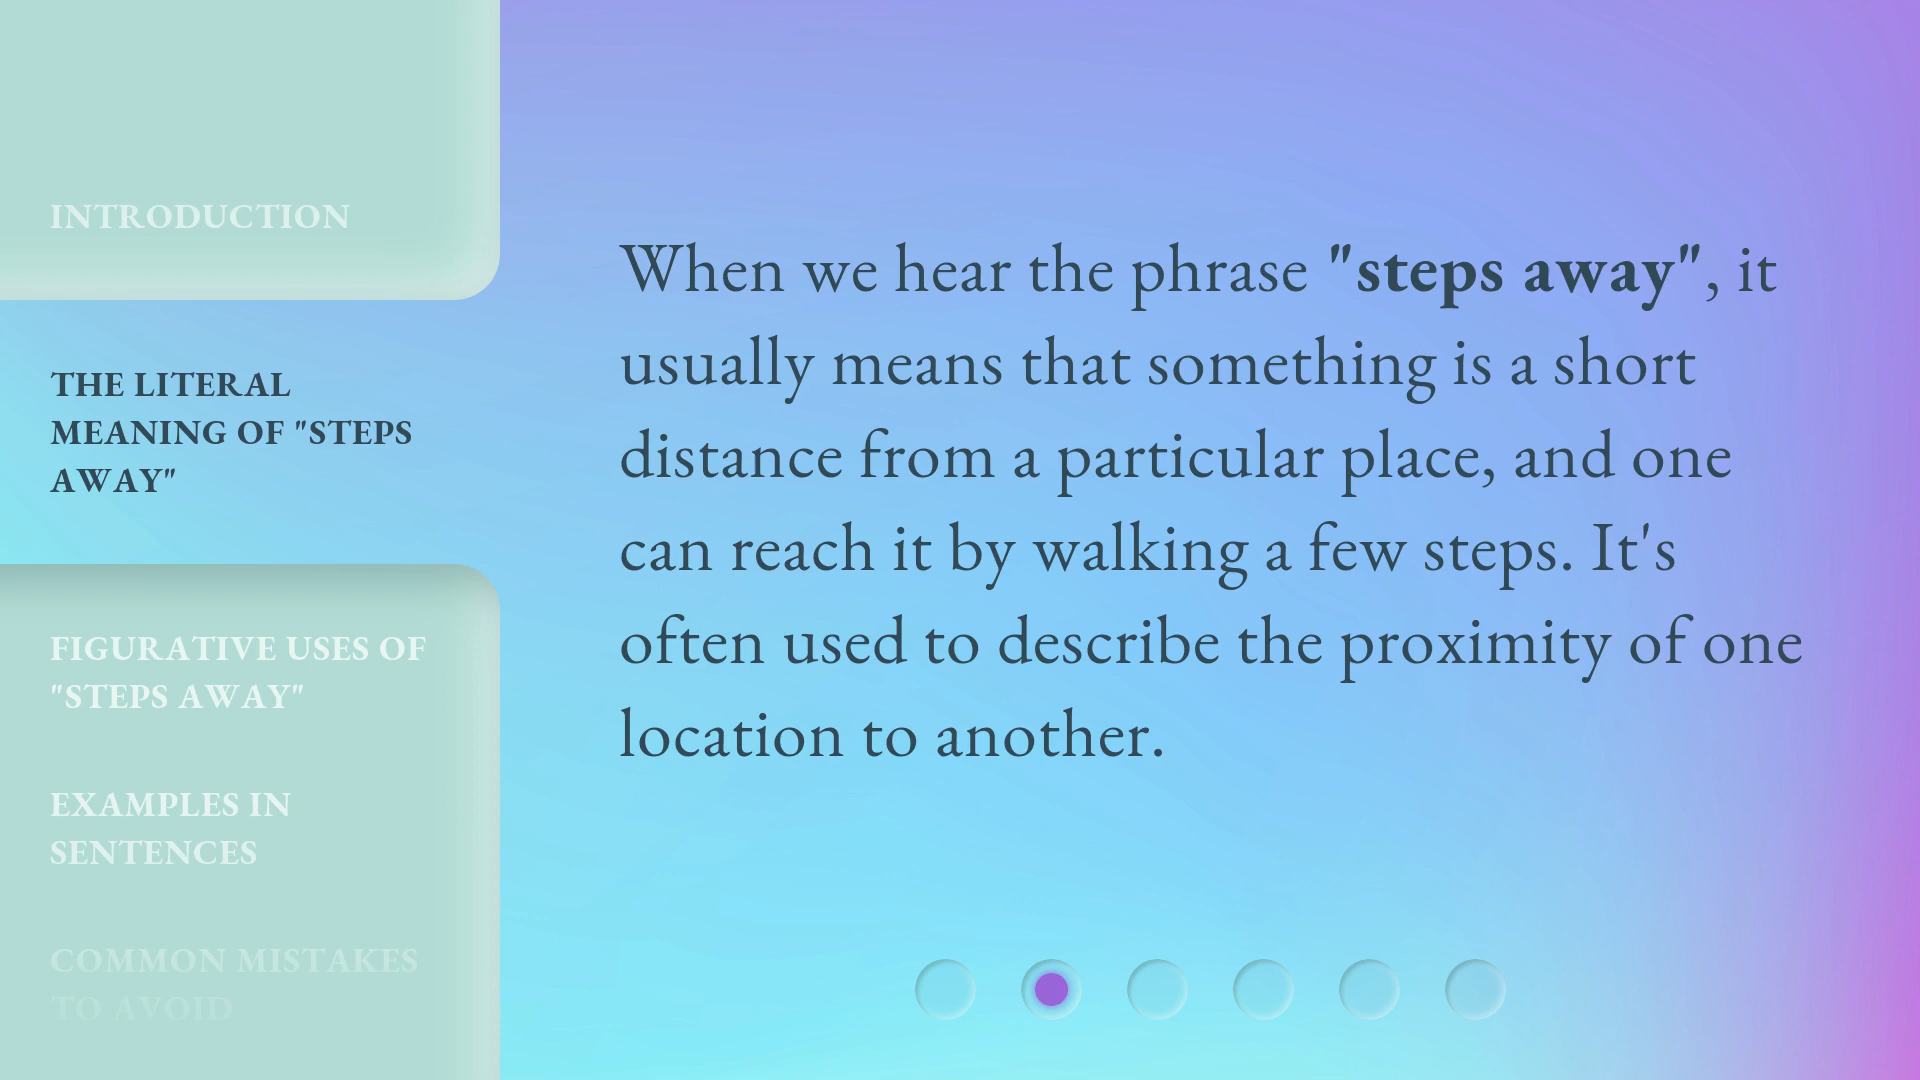 INTRODUCTION
THE LITERAL
MEANING OF "STEPS
AWAY"
FIGURATIVE USES OF
"STEPS AWAY"
EXAMPLES IN
SENTENCES
COMMON MISTAKES
TO AVOID
When we hear the phrase "steps away", it
usually means that something is a short
distance from a particular place, and one
can reach it by walking a few steps. It's
often used to describe the proximity of one
location to another.